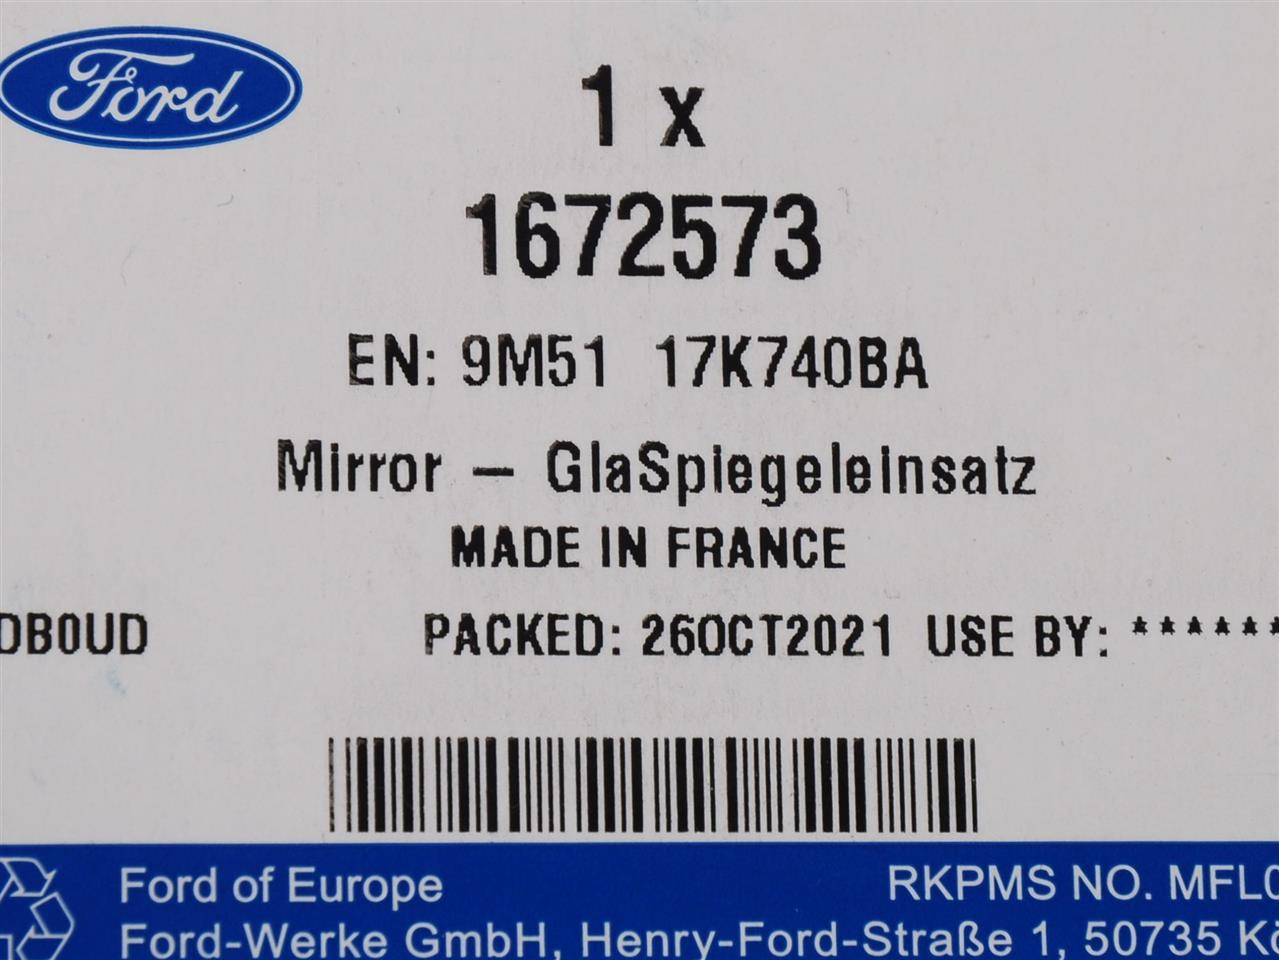 Ford
1 x
1672573
EN: 9M51 17K740BA
Mirror - GlaSpiegeleinsatz
MADE IN FRANCE
DB0UD
PACKED: 26OCT2021 USE BY: ******
Ford of Europe
RKPMS NO. MFL0
Ford-Werke GmbH, Henry-Ford-Straße 1, 50735 Kö